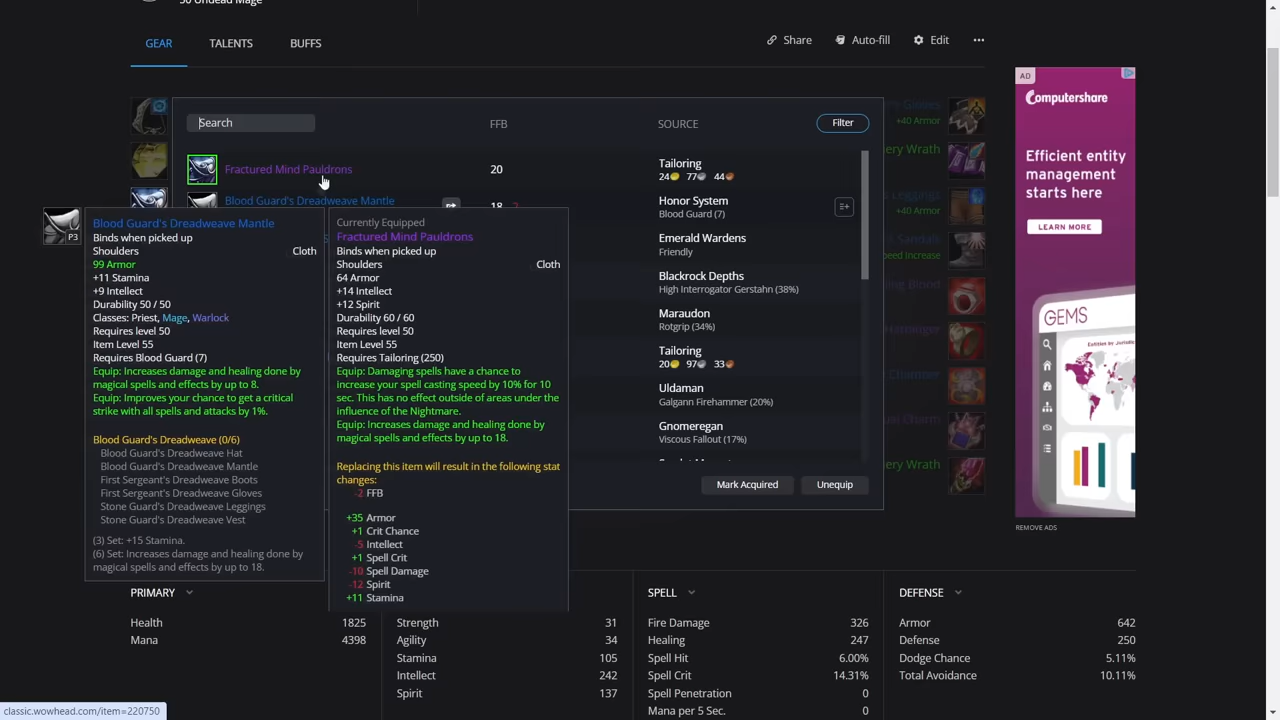 50 Undead Mage
GEAR
TALENTS
BUFFS
Share
Auto-fill
Edit
AD
Computershare
Efficient entity
management
starts here
LEARN MORE
GEMS
REMOVE ADS
Search
FFB
SOURCE
Filter
Fractured Mind Pauldrons
20
Tailoring
24 77 44
Blood Guard's Dreadweave Mantle
18 -2
Honor System
Blood Guard (7)
Emerald Wardens
Friendly
Blackrock Depths
High Interrogator Gerstahn (38%)
Maraudon
Rotgrip (34%)
Tailoring
20 97 33
Uldaman
Galgann Firehammer (20%)
Gnomeregan
Viscous Fallout (17%)
Mark Acquired
Unequip
+40 Armor
ery Wrath
+40 Armor
Sandals
eed Increase
ling Blood
ery Wrath
P3
Blood Guard's Dreadweave Mantle
Binds when picked up
Shoulders Cloth
99 Armor
+11 Stamina
+9 Intellect
Durability 50 / 50
Classes: Priest, Mage, Warlock
Requires level 50
Item Level 55
Requires Blood Guard (7)
Equip: Increases damage and healing done by
magical spells and effects by up to 8.
Equip: Improves your chance to get a critical
strike with all spells and attacks by 1%.
Blood Guard's Dreadweave (0/6)
Blood Guard's Dreadweave Hat
Blood Guard's Dreadweave Mantle
First Sergeant's Dreadweave Boots
First Sergeant's Dreadweave Gloves
Stone Guard's Dreadweave Leggings
Stone Guard's Dreadweave Vest
(3) Set: +15 Stamina.
(6) Set: Increases damage and healing done by
magical spells and effects by up to 18.
Currently Equipped
Fractured Mind Pauldrons
Binds when picked up
Shoulders Cloth
64 Armor
+14 Intellect
+12 Spirit
Durability 60 / 60
Requires level 50
Item Level 55
Requires Tailoring (250)
Equip: Damaging spells have a chance to
increase your spell casting speed by 10% for 10
sec. This has no effect outside of areas under the
influence of the Nightmare.
Equip: Increases damage and healing done by
magical spells and effects by up to 18.
Replacing this item will result in the following stat
changes:
-2 FFB
+35 Armor
+1 Crit Chance
-5 Intellect
+1 Spell Crit
-10 Spell Damage
-12 Spirit
+11 Stamina
PRIMARY
Health 1825
Mana 4398
Strength 31
Agility 34
Stamina 105
Intellect 242
Spirit 137
SPELL
Fire Damage 326
Healing 247
Spell Hit 6.00%
Spell Crit 14.31%
Spell Penetration 0
Mana per 5 Sec. 0
DEFENSE
Armor 642
Defense 250
Dodge Chance 5.11%
Total Avoidance 10.11%
classic.wowhead.com/item=220750